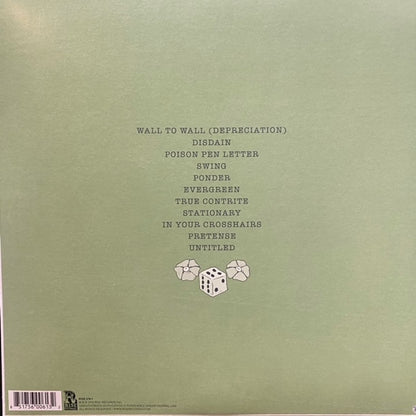 WALL TO WALL (DEPRECIATION)
DISDAIN
POISON PEN LETTER
SWING
PONDER
EVERGREEN
TRUE CONTRITE
STATIONARY
IN YOUR CROSSHAIRS
PRETENSE
UNTITLED